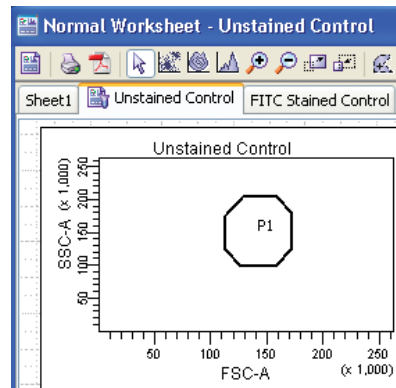 Normal Worksheet - Unstained Control
Sheet1 Unstained Control FITC Stained Control
Unstained Control
SSC-A (x 1,000)
250
200
150
100
50
P1
50 100 150 200 250
FSC-A (x 1,000)